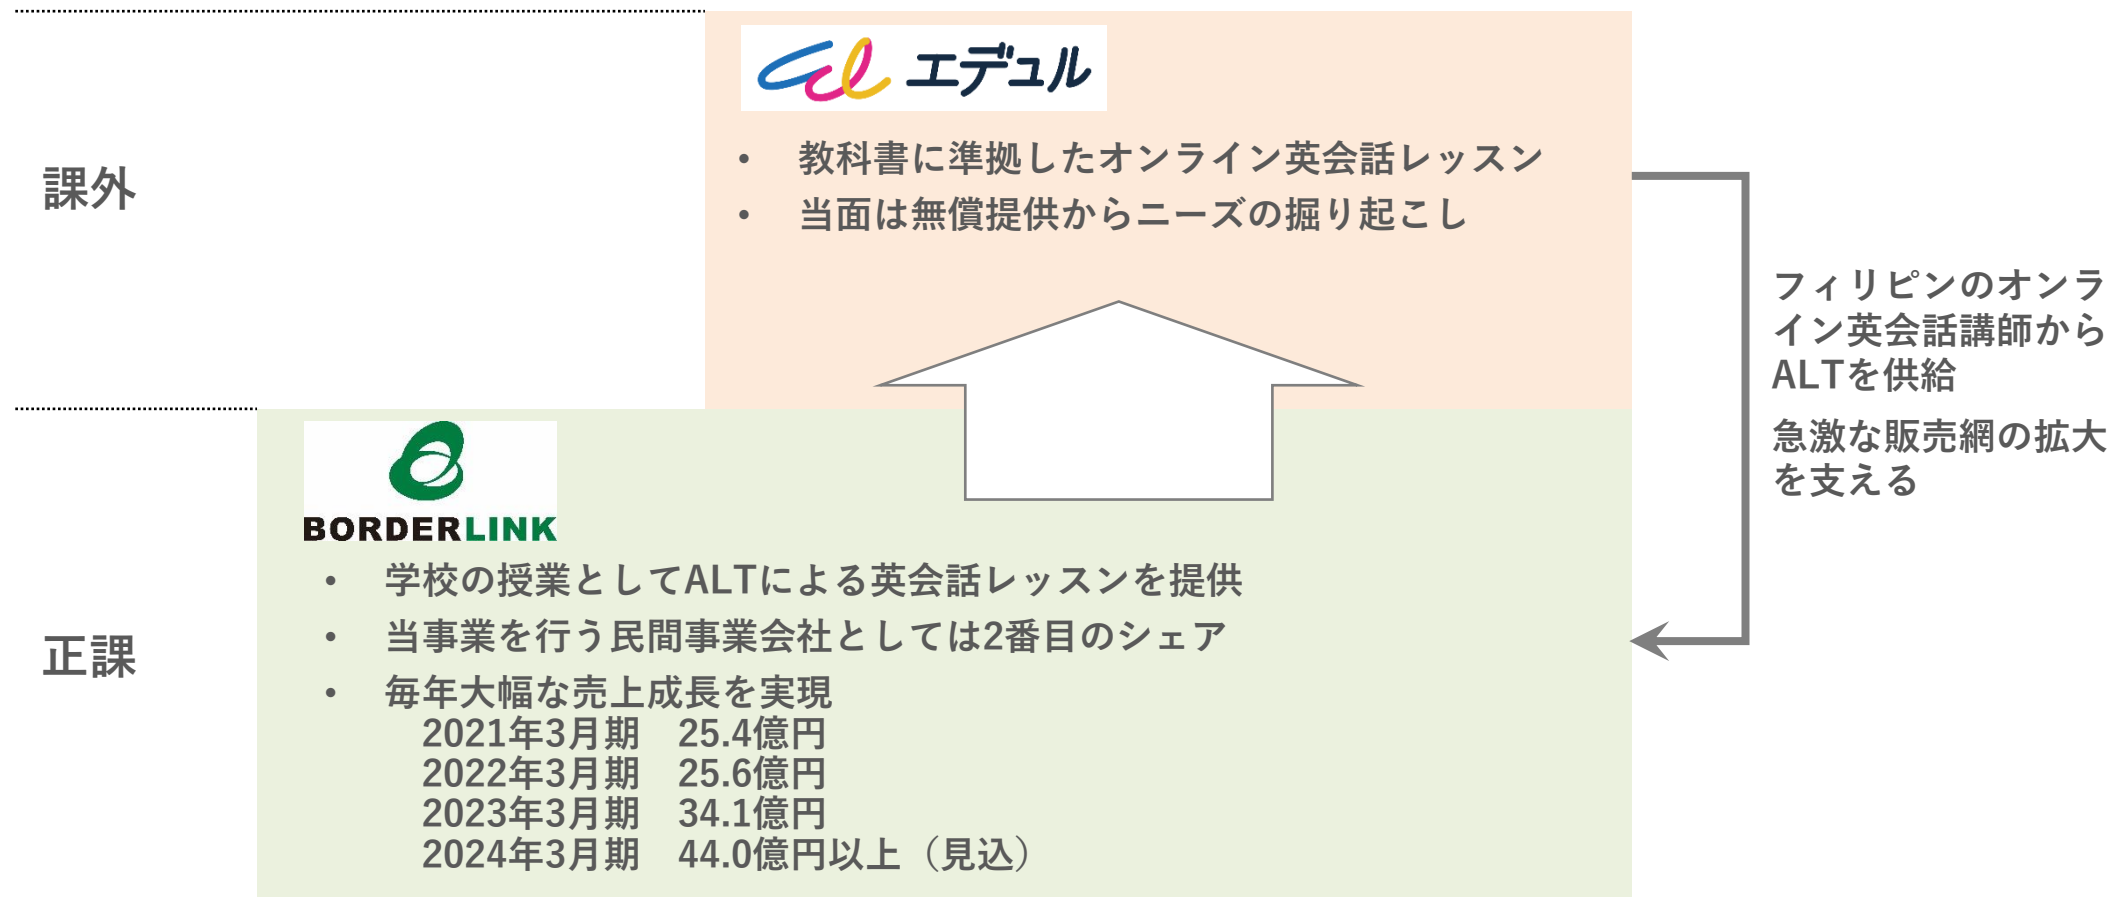 エデュル
• 教科書に準拠したオンライン英会話レッスン
• 当面は無償提供からニーズの掘り起こし
課外
フィリピンのオンラ
イン英会話講師から
ALTを供給
急激な販売網の拡大
を支える
BORDERLINK
• 学校の授業としてALTによる英会話レッスンを提供
• 当事業を行う民間事業会社としては2番目のシェア
• 毎年大幅な売上成長を実現
2021年3月期　25.4億円
2022年3月期　25.6億円
2023年3月期　34.1億円
2024年3月期　44.0億円以上（見込）
正課